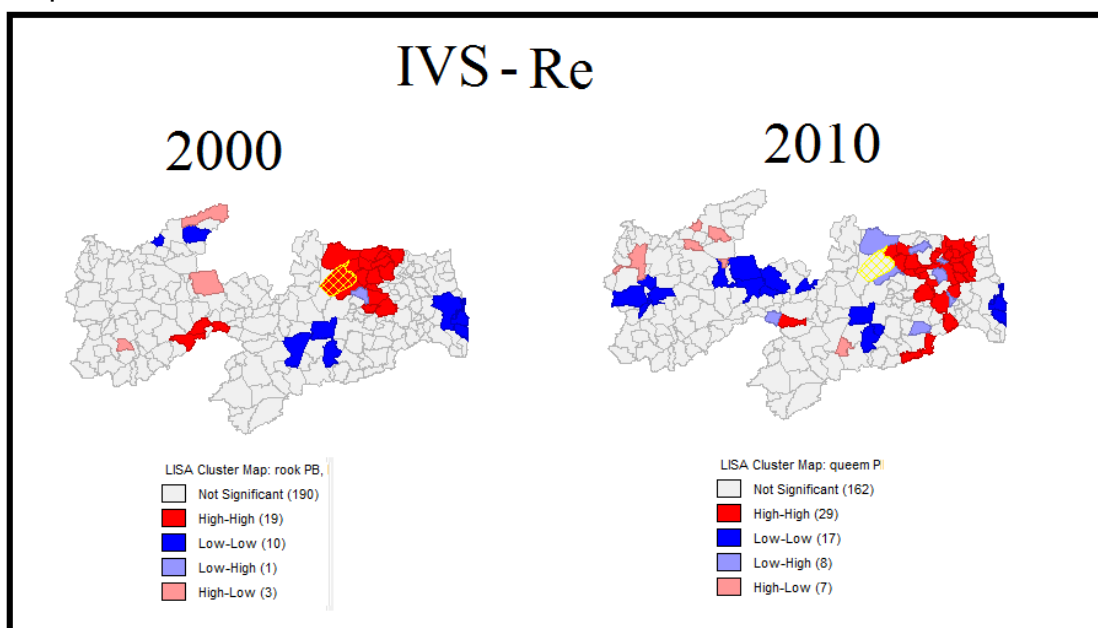 IVS - Re
2000
2010
LISA Cluster Map: rook PB,
Not Significant (190)
High-High (19)
Low-Low (10)
Low-High (1)
High-Low (3)
LISA Cluster Map: queem P
Not Significant (162)
High-High (29)
Low-Low (17)
Low-High (8)
High-Low (7)